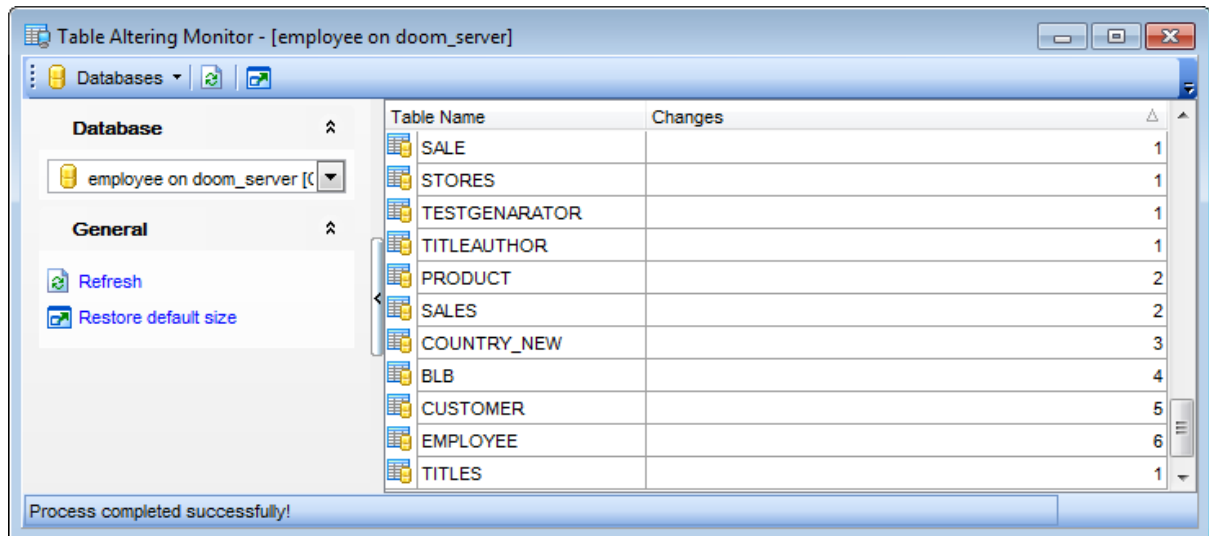 Table Altering Monitor - [employee on doom_server]
Databases
Database
employee on doom_server [(
General
Refresh
Restore default size
Table Name Changes
SALE 1
STORES 1
TESTGENARATOR 1
TITLEAUTHOR 1
PRODUCT 2
SALES 2
COUNTRY_NEW 3
BLB 4
CUSTOMER 5
EMPLOYEE 6
TITLES 1
Process completed successfully!